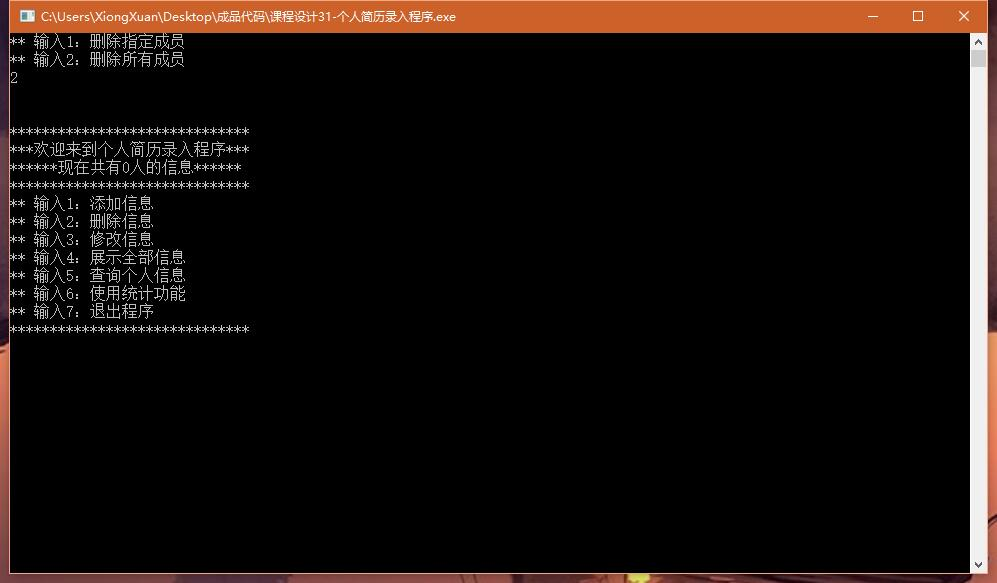 C:\Users\XiongXuan\Desktop\成品代码\课程设计31-个人简历录入程序.exe
** 输入1：删除指定成员
** 输入2：删除所有成员
2
******************************
***欢迎来到个人简历录入程序***
******现在共有0人的信息******
******************************
** 输入1：添加信息
** 输入2：删除信息
** 输入3：修改信息
** 输入4：展示全部信息
** 输入5：查询个人信息
** 输入6：使用统计功能
** 输入7：退出程序
******************************